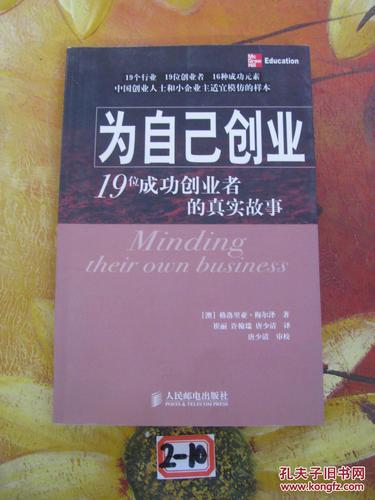 Mc
Graw
Hill
Education
19个行业 19位创业者 16种成功元素
中国创业人士和小企业主适宜模仿的样本
为自己创业
19位成功创业者
的真实故事
Minding
their own business
[澳] 格洛里亚·梅尔泽 著
崔丽 许翰瑞 唐少清 译
唐少清 审校
人民邮电出版社
POSTS & TELECOM PRESS
2-10
孔夫子旧书网
www.kongfz.com